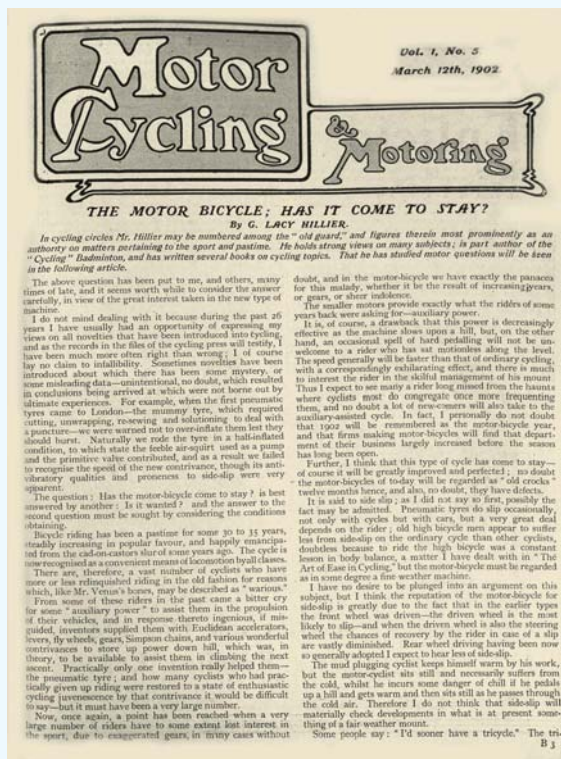 Motor
Cycling
& Motoring
Vol. 1, No. 5
March 12th, 1902.
THE MOTOR BICYCLE; HAS IT COME TO STAY?
By G. LACY HILLIER.
In cycling circles Mr. Hillier may be numbered among the "old guard," and figures therein most prominently as an
authority on matters pertaining to the sport and pastime. He holds strong views on many subjects; is part author of the
"Cycling" Badminton, and has written several books on cycling topics. That he has studied motor questions will be seen
in the following article.
The above question has been put to me, and others, many
times of late, and it seems worth while to consider the answer
carefully, in view of the great interest taken in the new type of
machine.
I do not mind dealing with it because during the past 26
years I have usually had an opportunity of expressing my
views on all novelties that have been introduced into cycling,
and as the records in the files of the cycling press will testify, I
have been much more often right than wrong; I of course
lay no claim to infallibility. Sometimes novelties have been
introduced about which there has been some mystery, or
some misleading data—unintentional, no doubt, which resulted
in conclusions being arrived at which were not borne out by
ultimate experiences. For example, when the first pneumatic
tyres came to London—the mummy tyre, which required
cutting, unwrapping, re-sewing and solutioning to deal with
a puncture—we were warned not to over-inflate them lest they
should burst. Naturally we rode the tyre in a half-inflated
condition, to which state the feeble air-squirt used as a pump
and the primitive valve contributed, and as a result we failed
to recognise the speed of the new contrivance, though its anti-
vibratory qualities and proneness to side-slip were very
apparent.
The question: Has the motor-bicycle come to stay? is best
answered by another: Is it wanted? and the answer to the
second question must be sought by considering the conditions
obtaining.
Bicycle riding has been a pastime for some 30 to 35 years,
steadily increasing in popular favour, and happily emancipa-
ted from the cad-on-castors slur of some years ago. The cycle is
now recognised as a convenient means of locomotion by all classes.
There are, therefore, a vast number of cyclists who have
more or less relinquished riding in the old fashion for reasons
which, like Mr. Venus's bones, may be described as "various."
From some of these riders in the past came a bitter cry
for some "auxiliary power" to assist them in the propulsion
of their vehicles, and in response thereto ingenious, if mis-
guided, inventors supplied them with Euclidean accelerators,
levers, fly wheels, gears, Simpson chains, and various wonderful
contrivances to store up power down hill, which was, in
theory, to be available to assist them in climbing the next
ascent. Practically only one invention really helped them—
the pneumatic tyre; and how many cyclists who had prac-
tically given up riding were restored to a state of enthusiastic
cycling juvenescence by that contrivance it would be difficult
to say—but it must have been a very large number.
Now, once again, a point has been reached when a very
large number of riders have to some extent lost interest in
the sport, due to exaggerated gears, in many cases without
doubt, and in the motor-bicycle we have exactly the panacea
for this malady, whether it be the result of increasing years,
or gears, or sheer indolence.
The smaller motors provide exactly what the riders of some
years back were asking for—auxiliary power.
It is, of course, a drawback that this power is decreasingly
effective as the machine slows upon a hill, but, on the other
hand, an occasional spell of hard pedalling will not be un-
welcome to a rider who has sat motionless along the level.
The speed generally will be faster than that of ordinary cycling,
with a correspondingly exhilarating effect, and there is much
to interest the rider in the skilful management of his mount.
Thus I expect to see many a rider long missed from the haunts
where cyclists most do congregate once more frequenting
them, and no doubt a lot of new-comers will also take to the
auxiliary-assisted cycle. In fact, I personally do not doubt
that 1902 will be remembered as the motor-bicycle year,
and that firms making motor-bicycles will find that depart-
ment of their business largely increased before the season
has long been open.
Further, I think that this type of cycle has come to stay—
of course it will be greatly improved and perfected; no doubt
the motor-bicycles of to-day will be regarded as "old crocks"
twelve months hence, and also, no doubt, they have defects.
It is said to side slip; as I did not say so first, possibly the
fact may be admitted. Pneumatic tyres do slip occasionally,
not only with cycles but with cars, but a very great deal
depends on the rider; old high bicycle men appear to suffer
less from side-slip on the ordinary cycle than other cyclists,
doubtless because to ride the high bicycle was a constant
lesson in body balance, a matter I have dealt with in "The
Art of Ease in Cycling," but the motor-bicycle must be regarded
as in some degree a fine weather machine.
I have no desire to be plunged into an argument on this
subject, but I think the reputation of the motor-bicycle for
side-slip is greatly due to the fact that in the earlier types
the front wheel was driven—the driven wheel is the most
likely to slip—and when the driven wheel is also the steering
wheel the chances of recovery by the rider in case of a slip
are vastly diminished. Rear wheel driving having been now
so generally adopted I expect to hear less of side-slip.
The mud plugging cyclist keeps himself warm by his work,
but the motor-cyclist sits still and necessarily suffers from
the cold, whilst he incurs some danger of chill if he pedals
up a hill and gets warm and then sits still as he passes through
the cold air. Therefore I do not think that side-slip will
materially check developments in what is at present some-
thing of a fair weather mount.
Some people say: "I'd sooner have a tricycle." The tri-
B 3